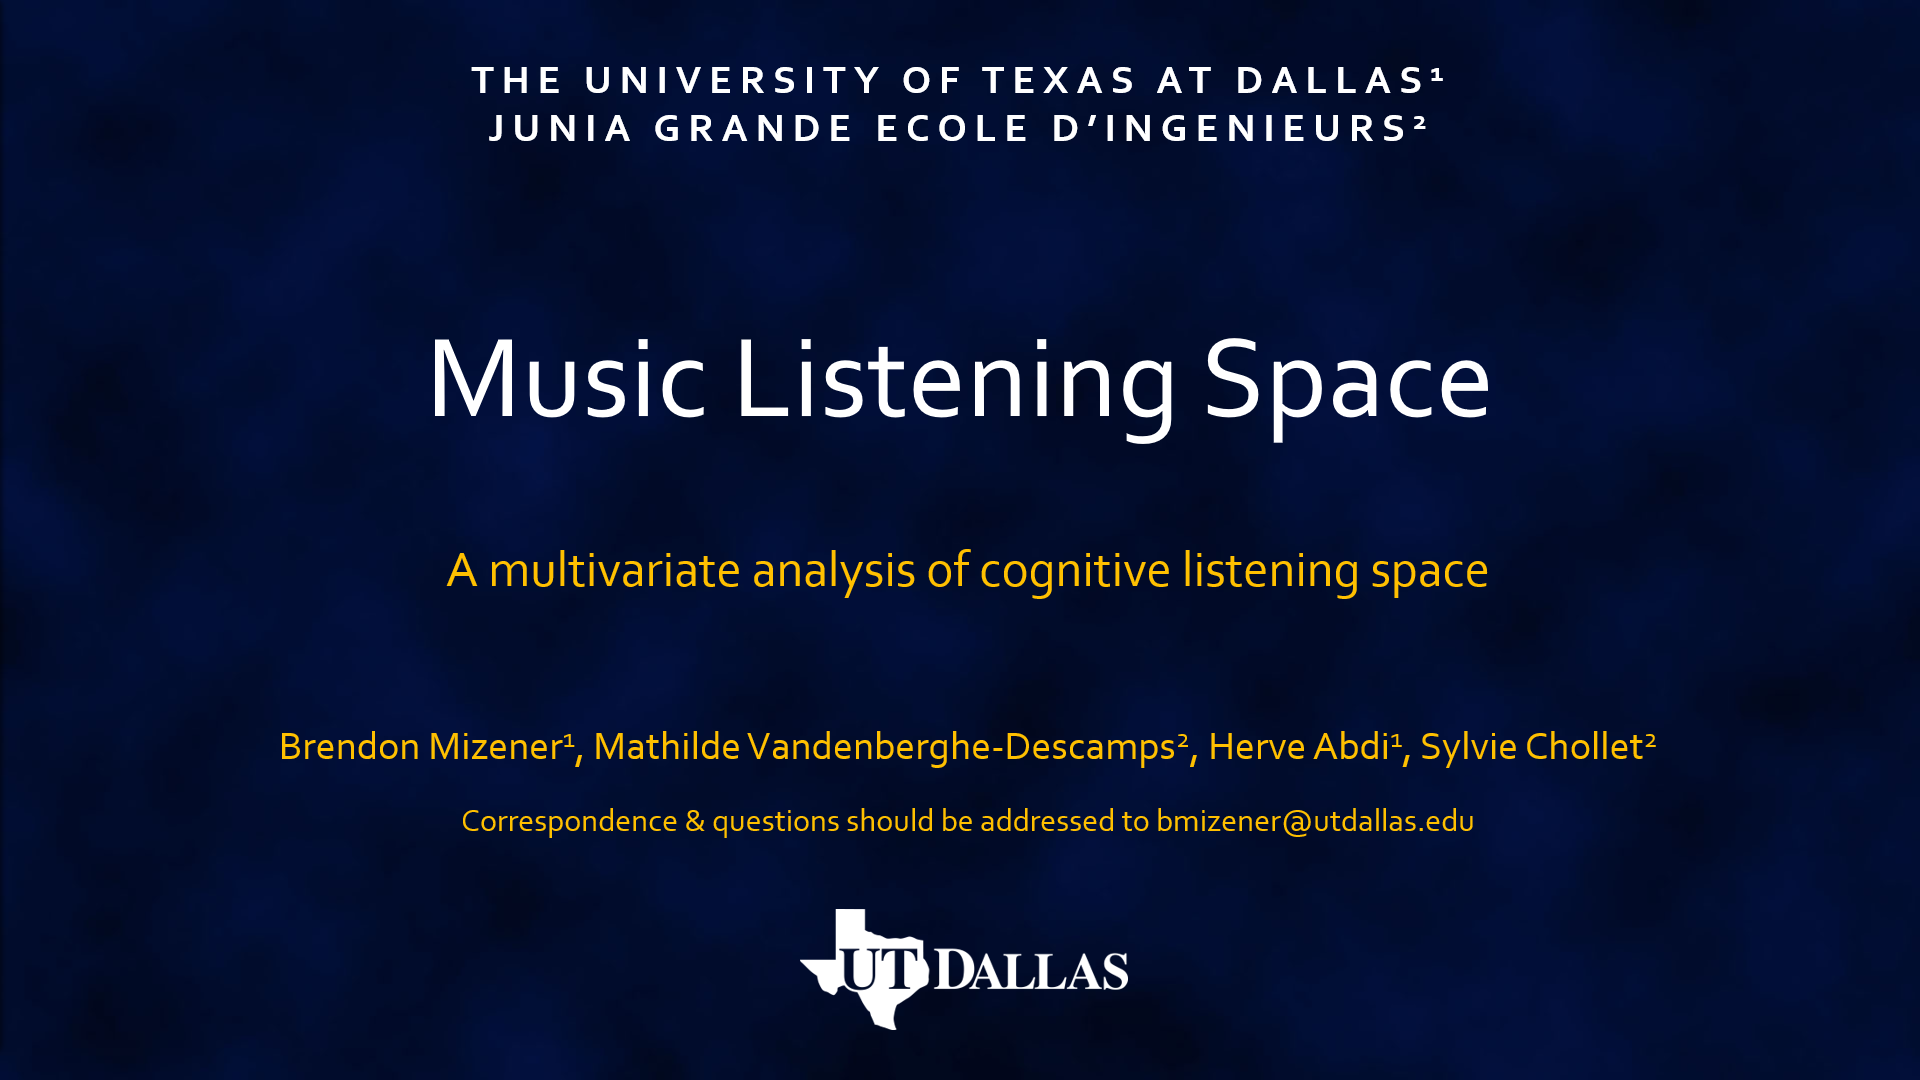 THE UNIVERSITY OF TEXAS AT DALLAS¹
JUNIA GRANDE ECOLE D’INGENIEURS²
Music Listening Space
A multivariate analysis of cognitive listening space
Brendon Mizener¹, Mathilde Vandenberghe-Descamps², Herve Abdi¹, Sylvie Chollet²
Correspondence & questions should be addressed to bmizener@utdallas.edu
UT DALLAS